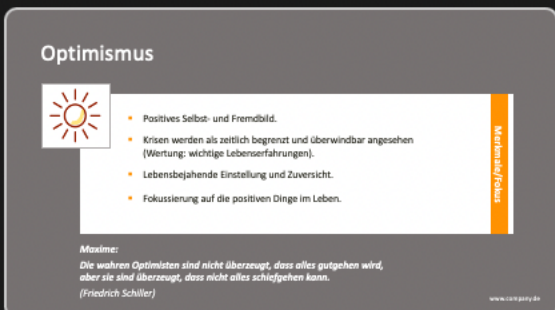 Optimismus
Positives Selbst- und Fremdbild.
Krisen werden als zeitlich begrenzt und überwindbar angesehen
(Wertung: wichtige Lebenserfahrungen).
Lebensbejahende Einstellung und Zuversicht.
Fokussierung auf die positiven Dinge im Leben.
Merkmale/Fokus
Maxime:
Die wahren Optimisten sind nicht überzeugt, dass alles gutgehen wird,
aber sie sind überzeugt, dass nicht alles schiefgehen kann.
(Friedrich Schiller)
www.company.de